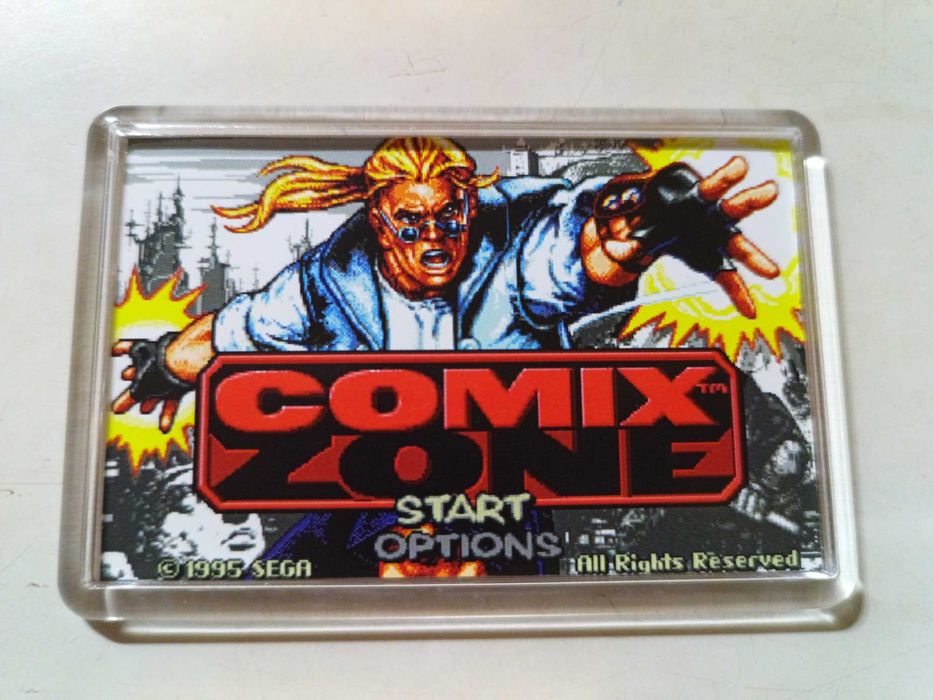 COMIX™
ZONE
START
OPTIONS
© 1995 SEGA
All Rights Reserved